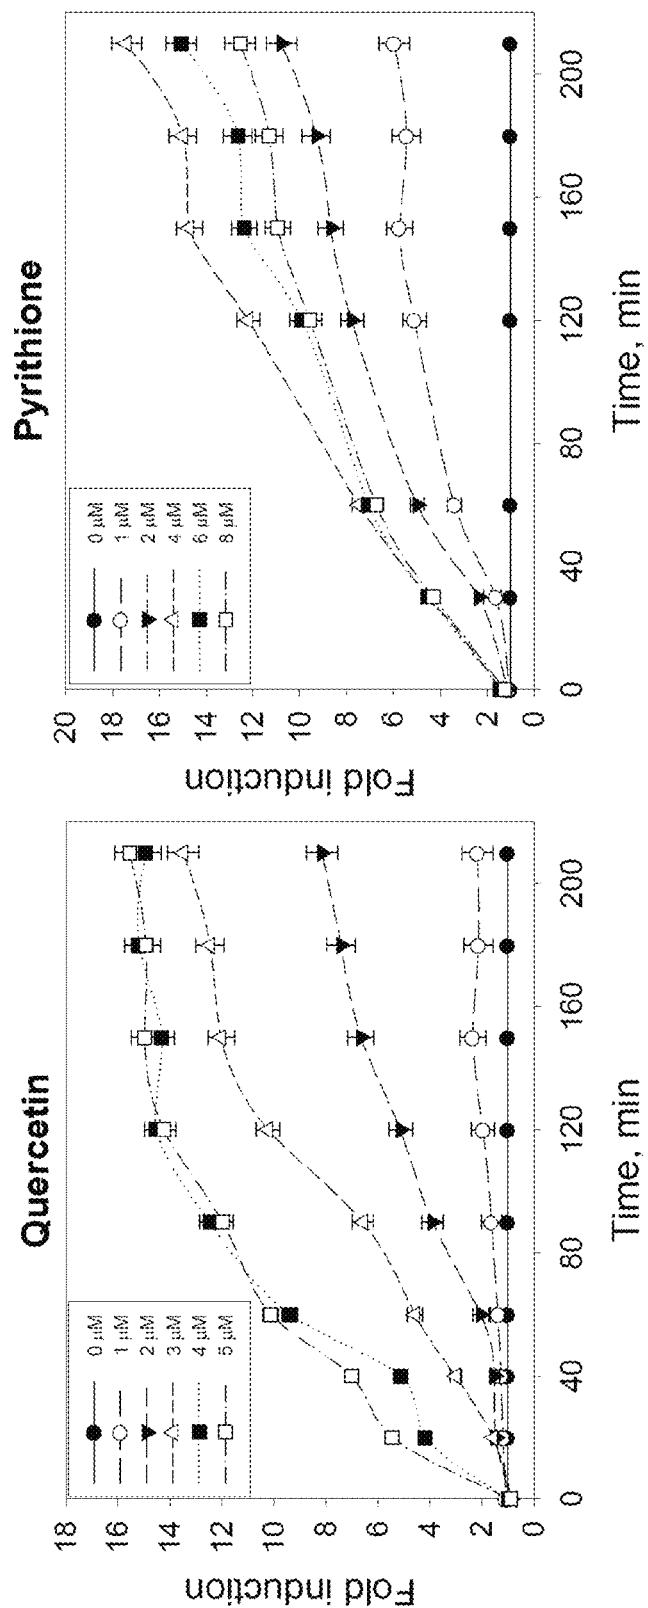 Quercetin
Fold induction
18
16
14
12
10
8
6
4
2
0
0 µM
1 µM
2 µM
3 µM
4 µM
5 µM
0
40
80
120
160
200
Time, min
Pyrithione
Fold induction
20
18
16
14
12
10
8
6
4
2
0
0 µM
1 µM
2 µM
4 µM
6 µM
8 µM
0
40
80
120
160
200
Time, min